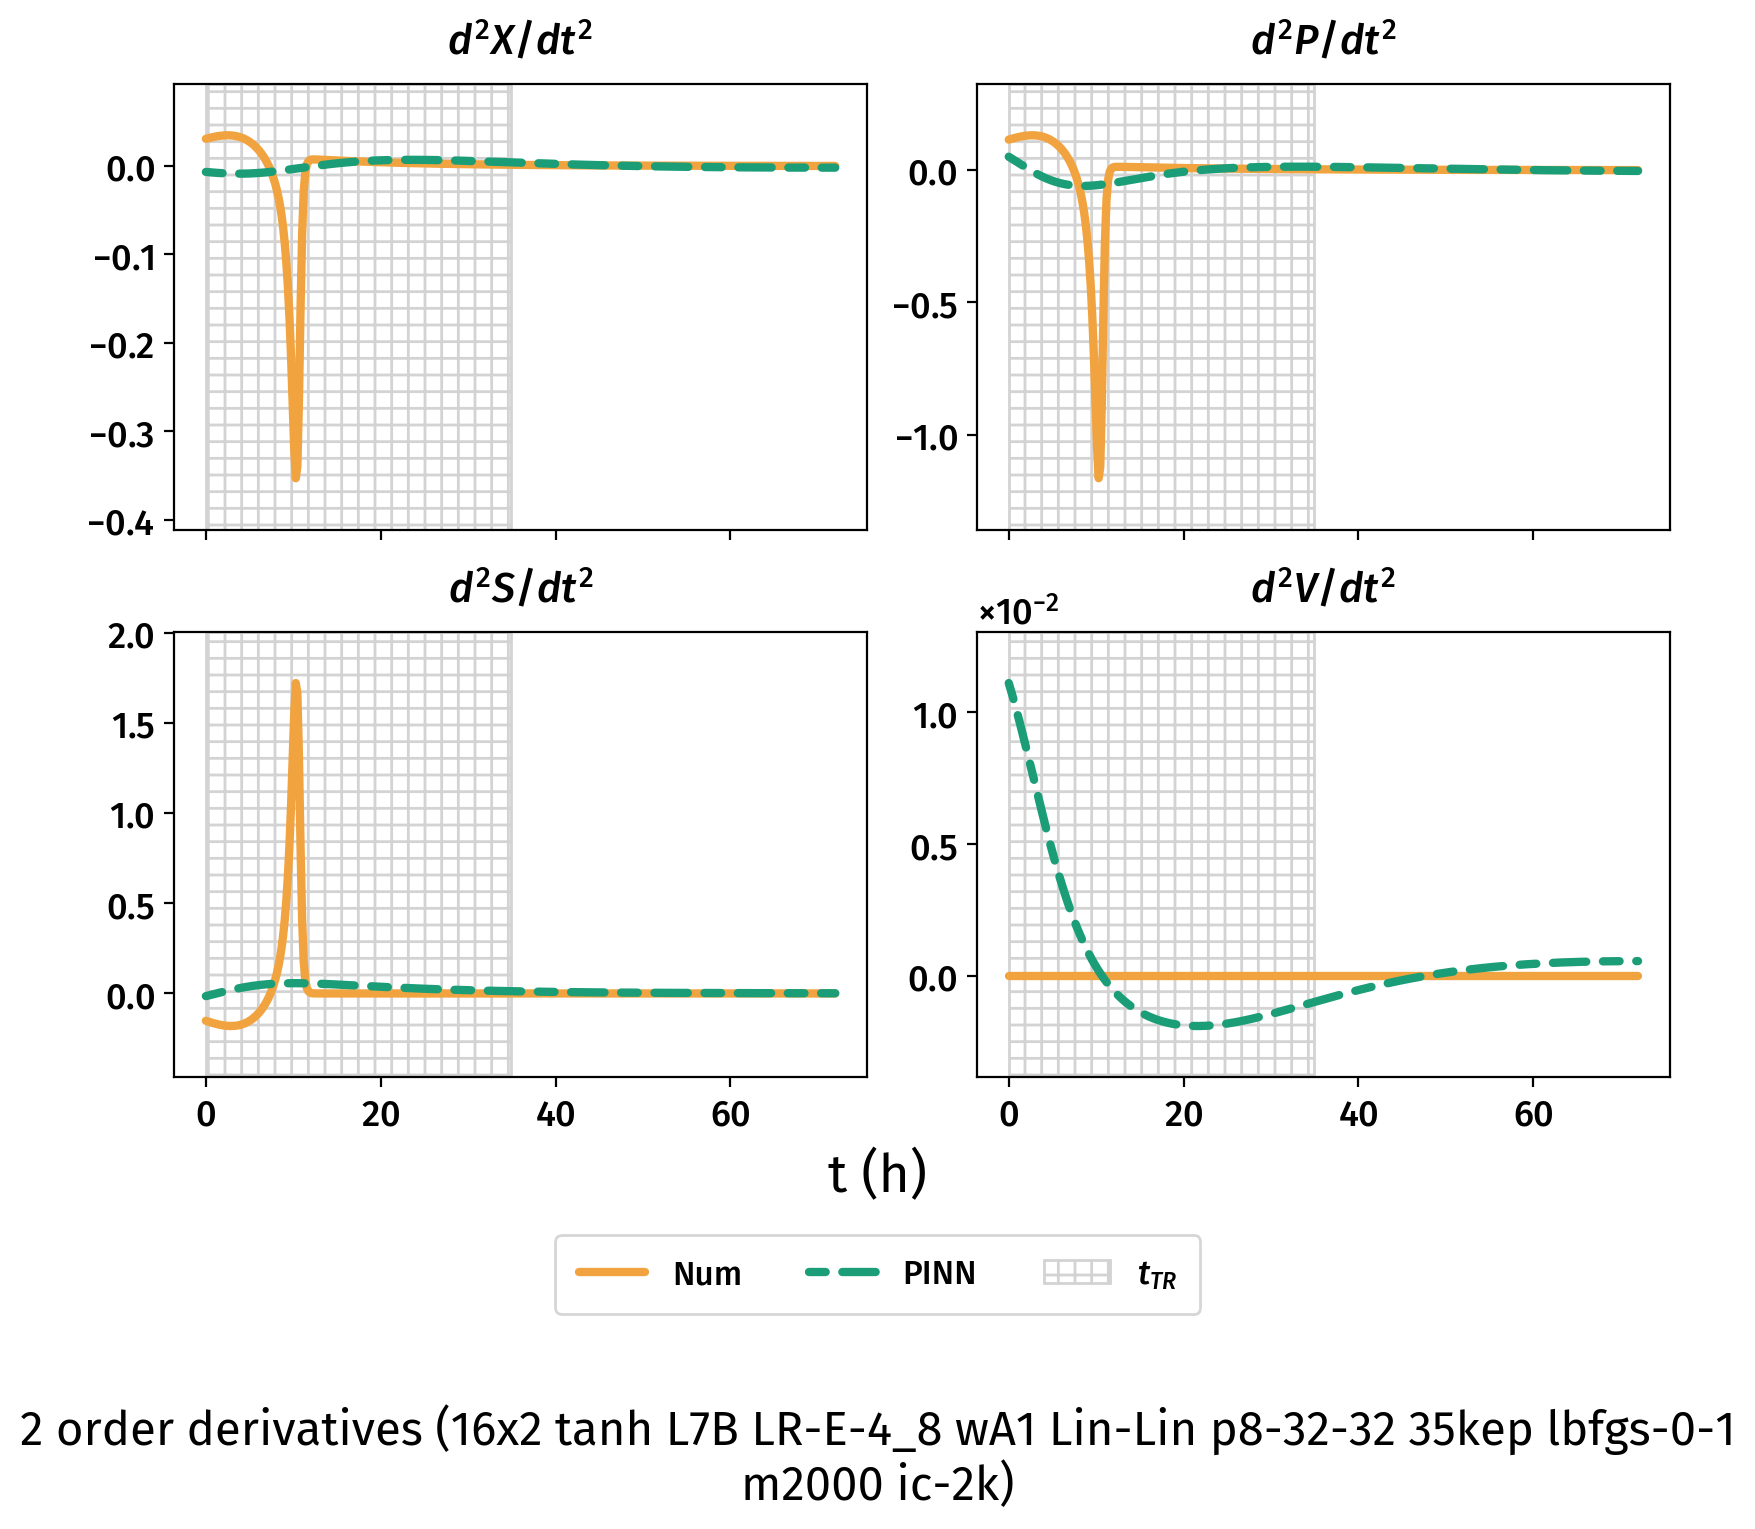 d²X/dt²
d²P/dt²
0.0
−0.1
−0.2
−0.3
−0.4
0.0
−0.5
−1.0
d²S/dt²
d²V/dt²
×10⁻²
2.0
1.5
1.0
0.5
0.0
1.0
0.5
0.0
0 20 40 60
0 20 40 60
t (h)
Num PINN t_TR
2 order derivatives (16x2 tanh L7B LR-E-4_8 wA1 Lin-Lin p8-32-32 35kep lbfgs-0-1
m2000 ic-2k)